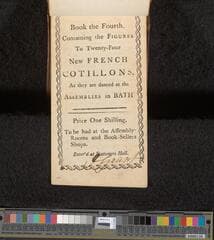 Book the Fourth.
Containing the FIGURES
To Twenty-Four
New FRENCH
COTILLONS,
As they are danced at the
ASSEMBLIES in BATH
Price One Shilling,
To be had at the Assembly-
Rooms and Book-Sellers
Shops.
Enter'd at Stationers Hall.